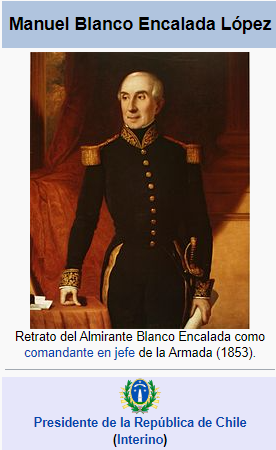 Manuel Blanco Encalada López
Retrato del Almirante Blanco Encalada como
comandante en jefe de la Armada (1853).
Presidente de la República de Chile
(Interino)